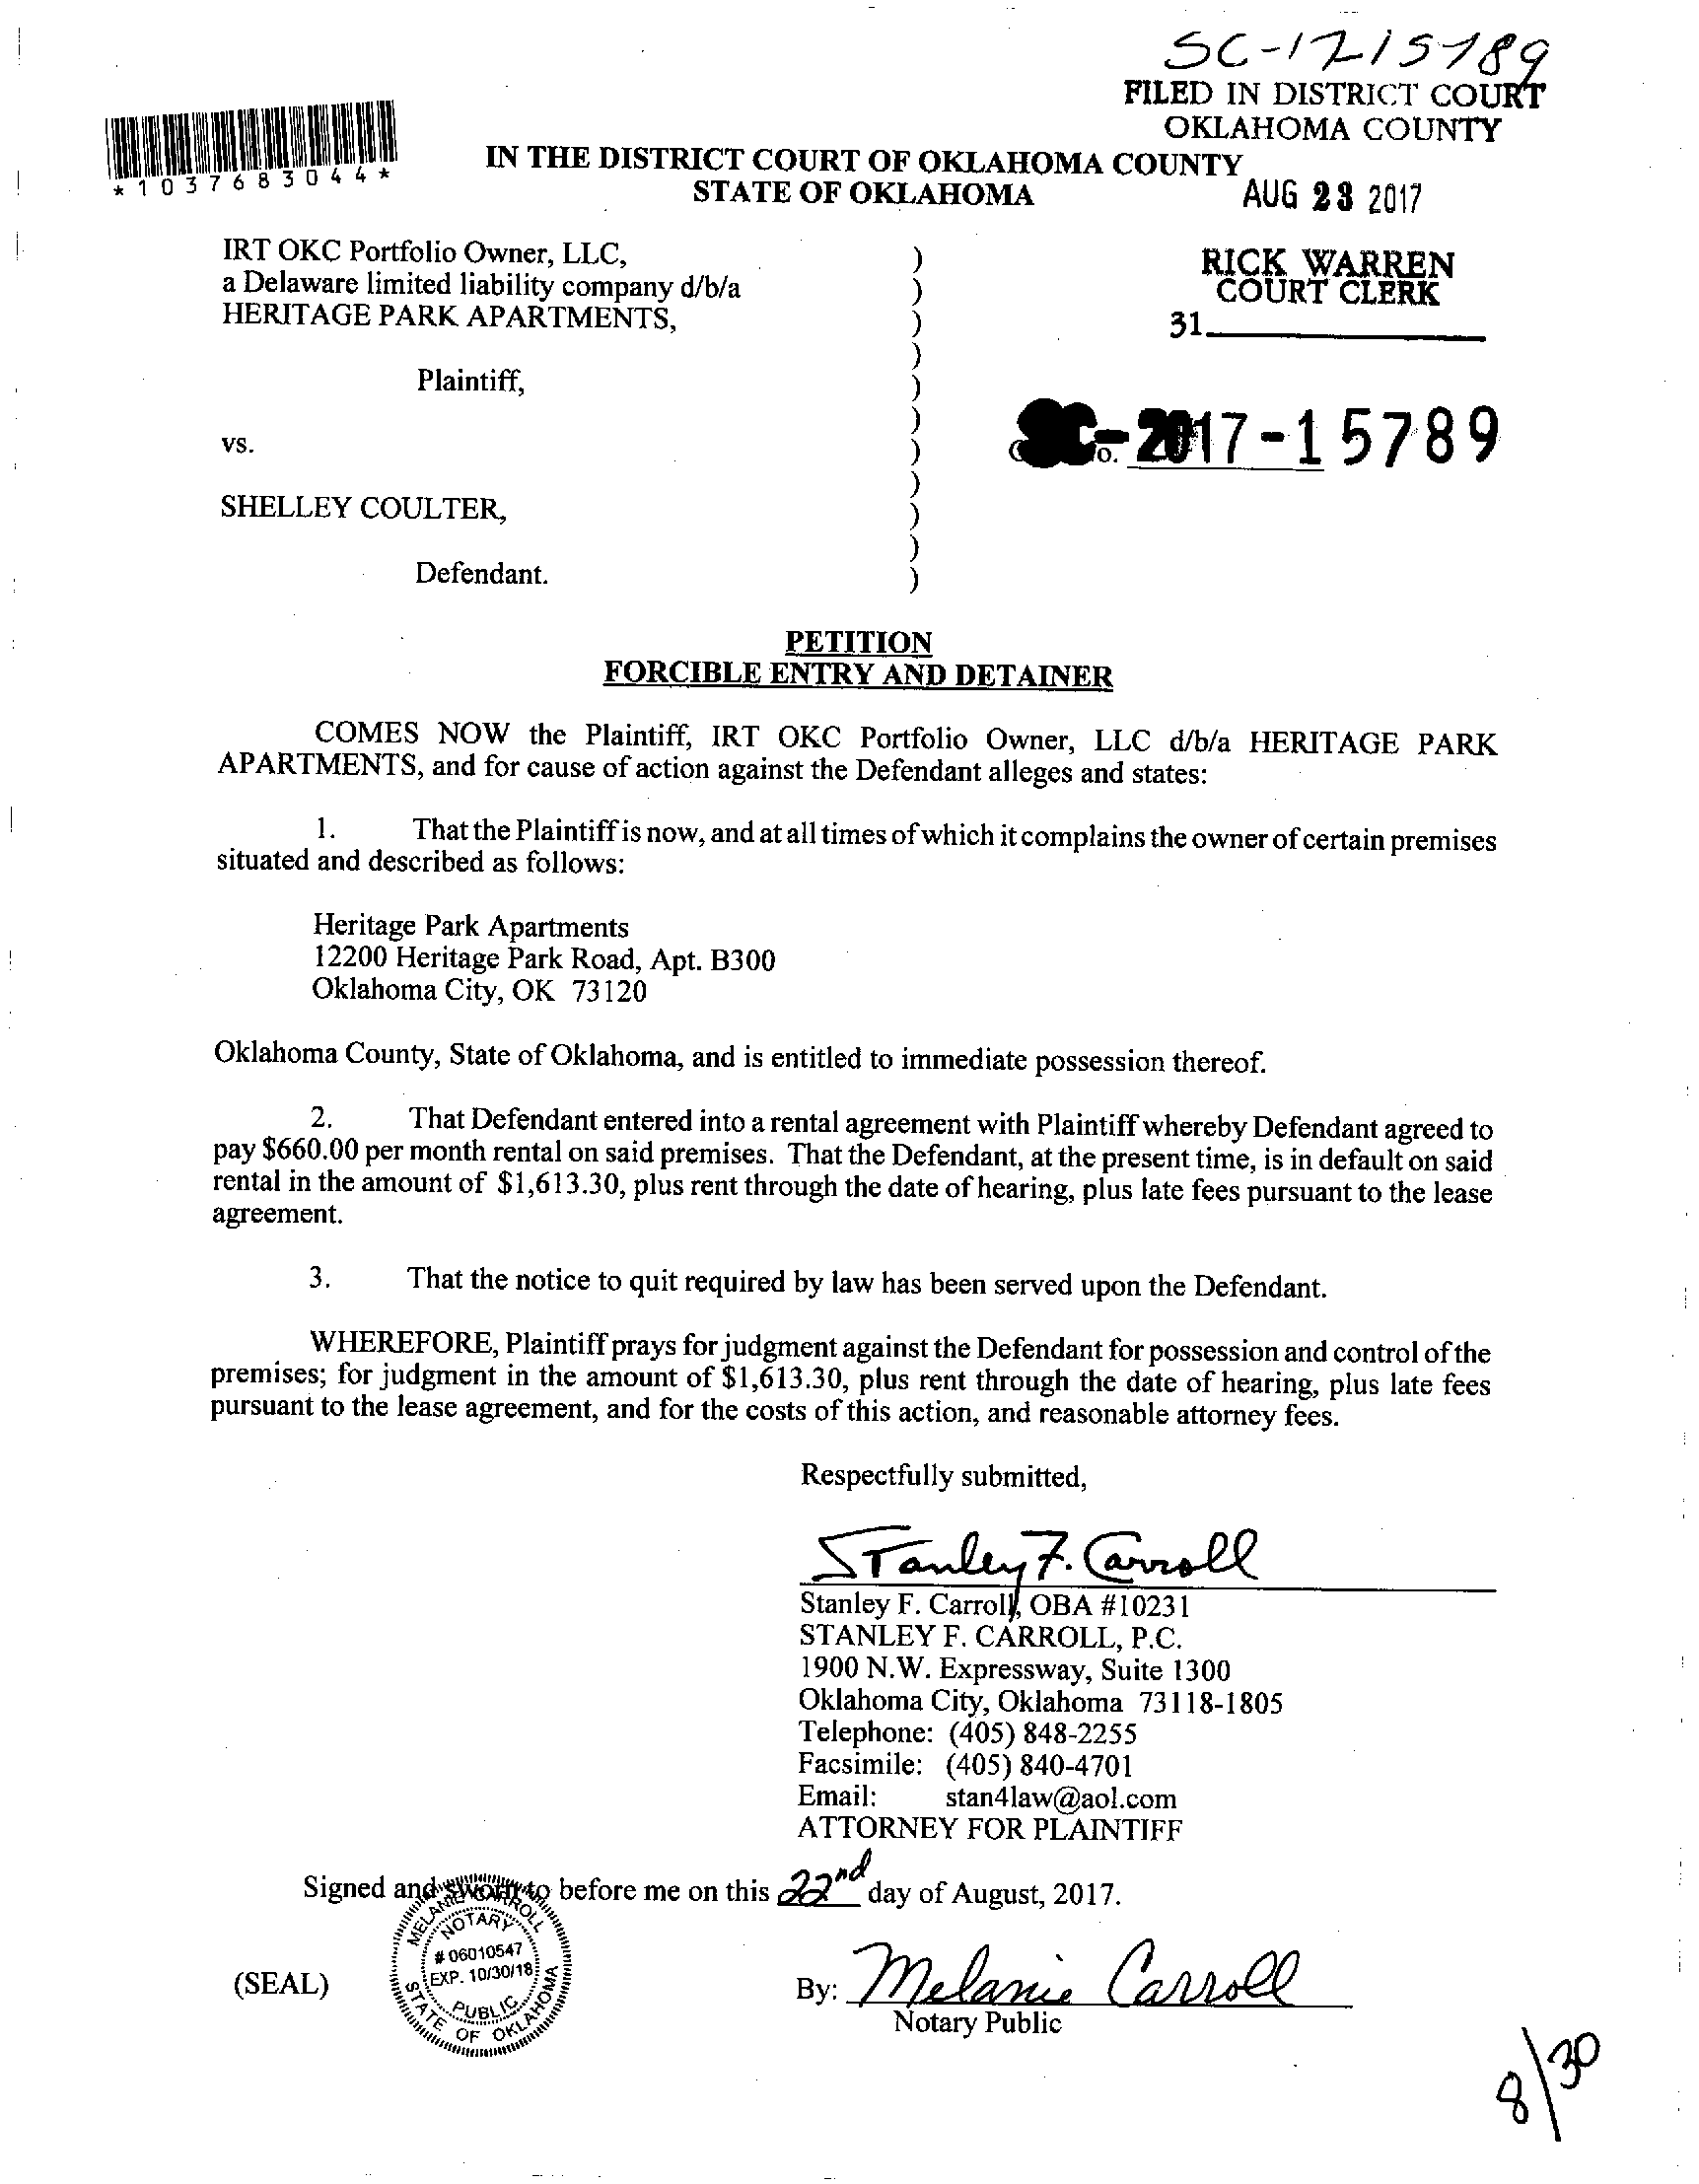 SC-1715789
FILED IN DISTRICT COURT
OKLAHOMA COUNTY
*1037683044*
IN THE DISTRICT COURT OF OKLAHOMA COUNTY
STATE OF OKLAHOMA
AUG 23 2017
IRT OKC Portfolio Owner, LLC,
a Delaware limited liability company d/b/a
HERITAGE PARK APARTMENTS,
RICK WARREN
COURT CLERK
31
Plaintiff,
vs.
SC-2017-15789
SHELLEY COULTER,
Defendant.
PETITION
FORCIBLE ENTRY AND DETAINER
COMES NOW the Plaintiff, IRT OKC Portfolio Owner, LLC d/b/a HERITAGE PARK
APARTMENTS, and for cause of action against the Defendant alleges and states:
1. That the Plaintiff is now, and at all times of which it complains the owner of certain premises
situated and described as follows:
Heritage Park Apartments
12200 Heritage Park Road, Apt. B300
Oklahoma City, OK 73120
Oklahoma County, State of Oklahoma, and is entitled to immediate possession thereof.
2. That Defendant entered into a rental agreement with Plaintiff whereby Defendant agreed to
pay $660.00 per month rental on said premises. That the Defendant, at the present time, is in default on said
rental in the amount of $1,613.30, plus rent through the date of hearing, plus late fees pursuant to the lease
agreement.
3. That the notice to quit required by law has been served upon the Defendant.
WHEREFORE, Plaintiff prays for judgment against the Defendant for possession and control of the
premises; for judgment in the amount of $1,613.30, plus rent through the date of hearing, plus late fees
pursuant to the lease agreement, and for the costs of this action, and reasonable attorney fees.
Respectfully submitted,
Stanley F. Carroll
Stanley F. Carroll, OBA #10231
STANLEY F. CARROLL, P.C.
1900 N.W. Expressway, Suite 1300
Oklahoma City, Oklahoma 73118-1805
Telephone: (405) 848-2255
Facsimile: (405) 840-4701
Email: stan4law@aol.com
ATTORNEY FOR PLAINTIFF
Signed and sworn to before me on this 22nd day of August, 2017.
MELANIE CARROLL
NOTARY
# 06010547
EXP. 10/30/18
PUBLIC
STATE OF OKLAHOMA
(SEAL)
By: Melanie Carroll
Notary Public
8/30